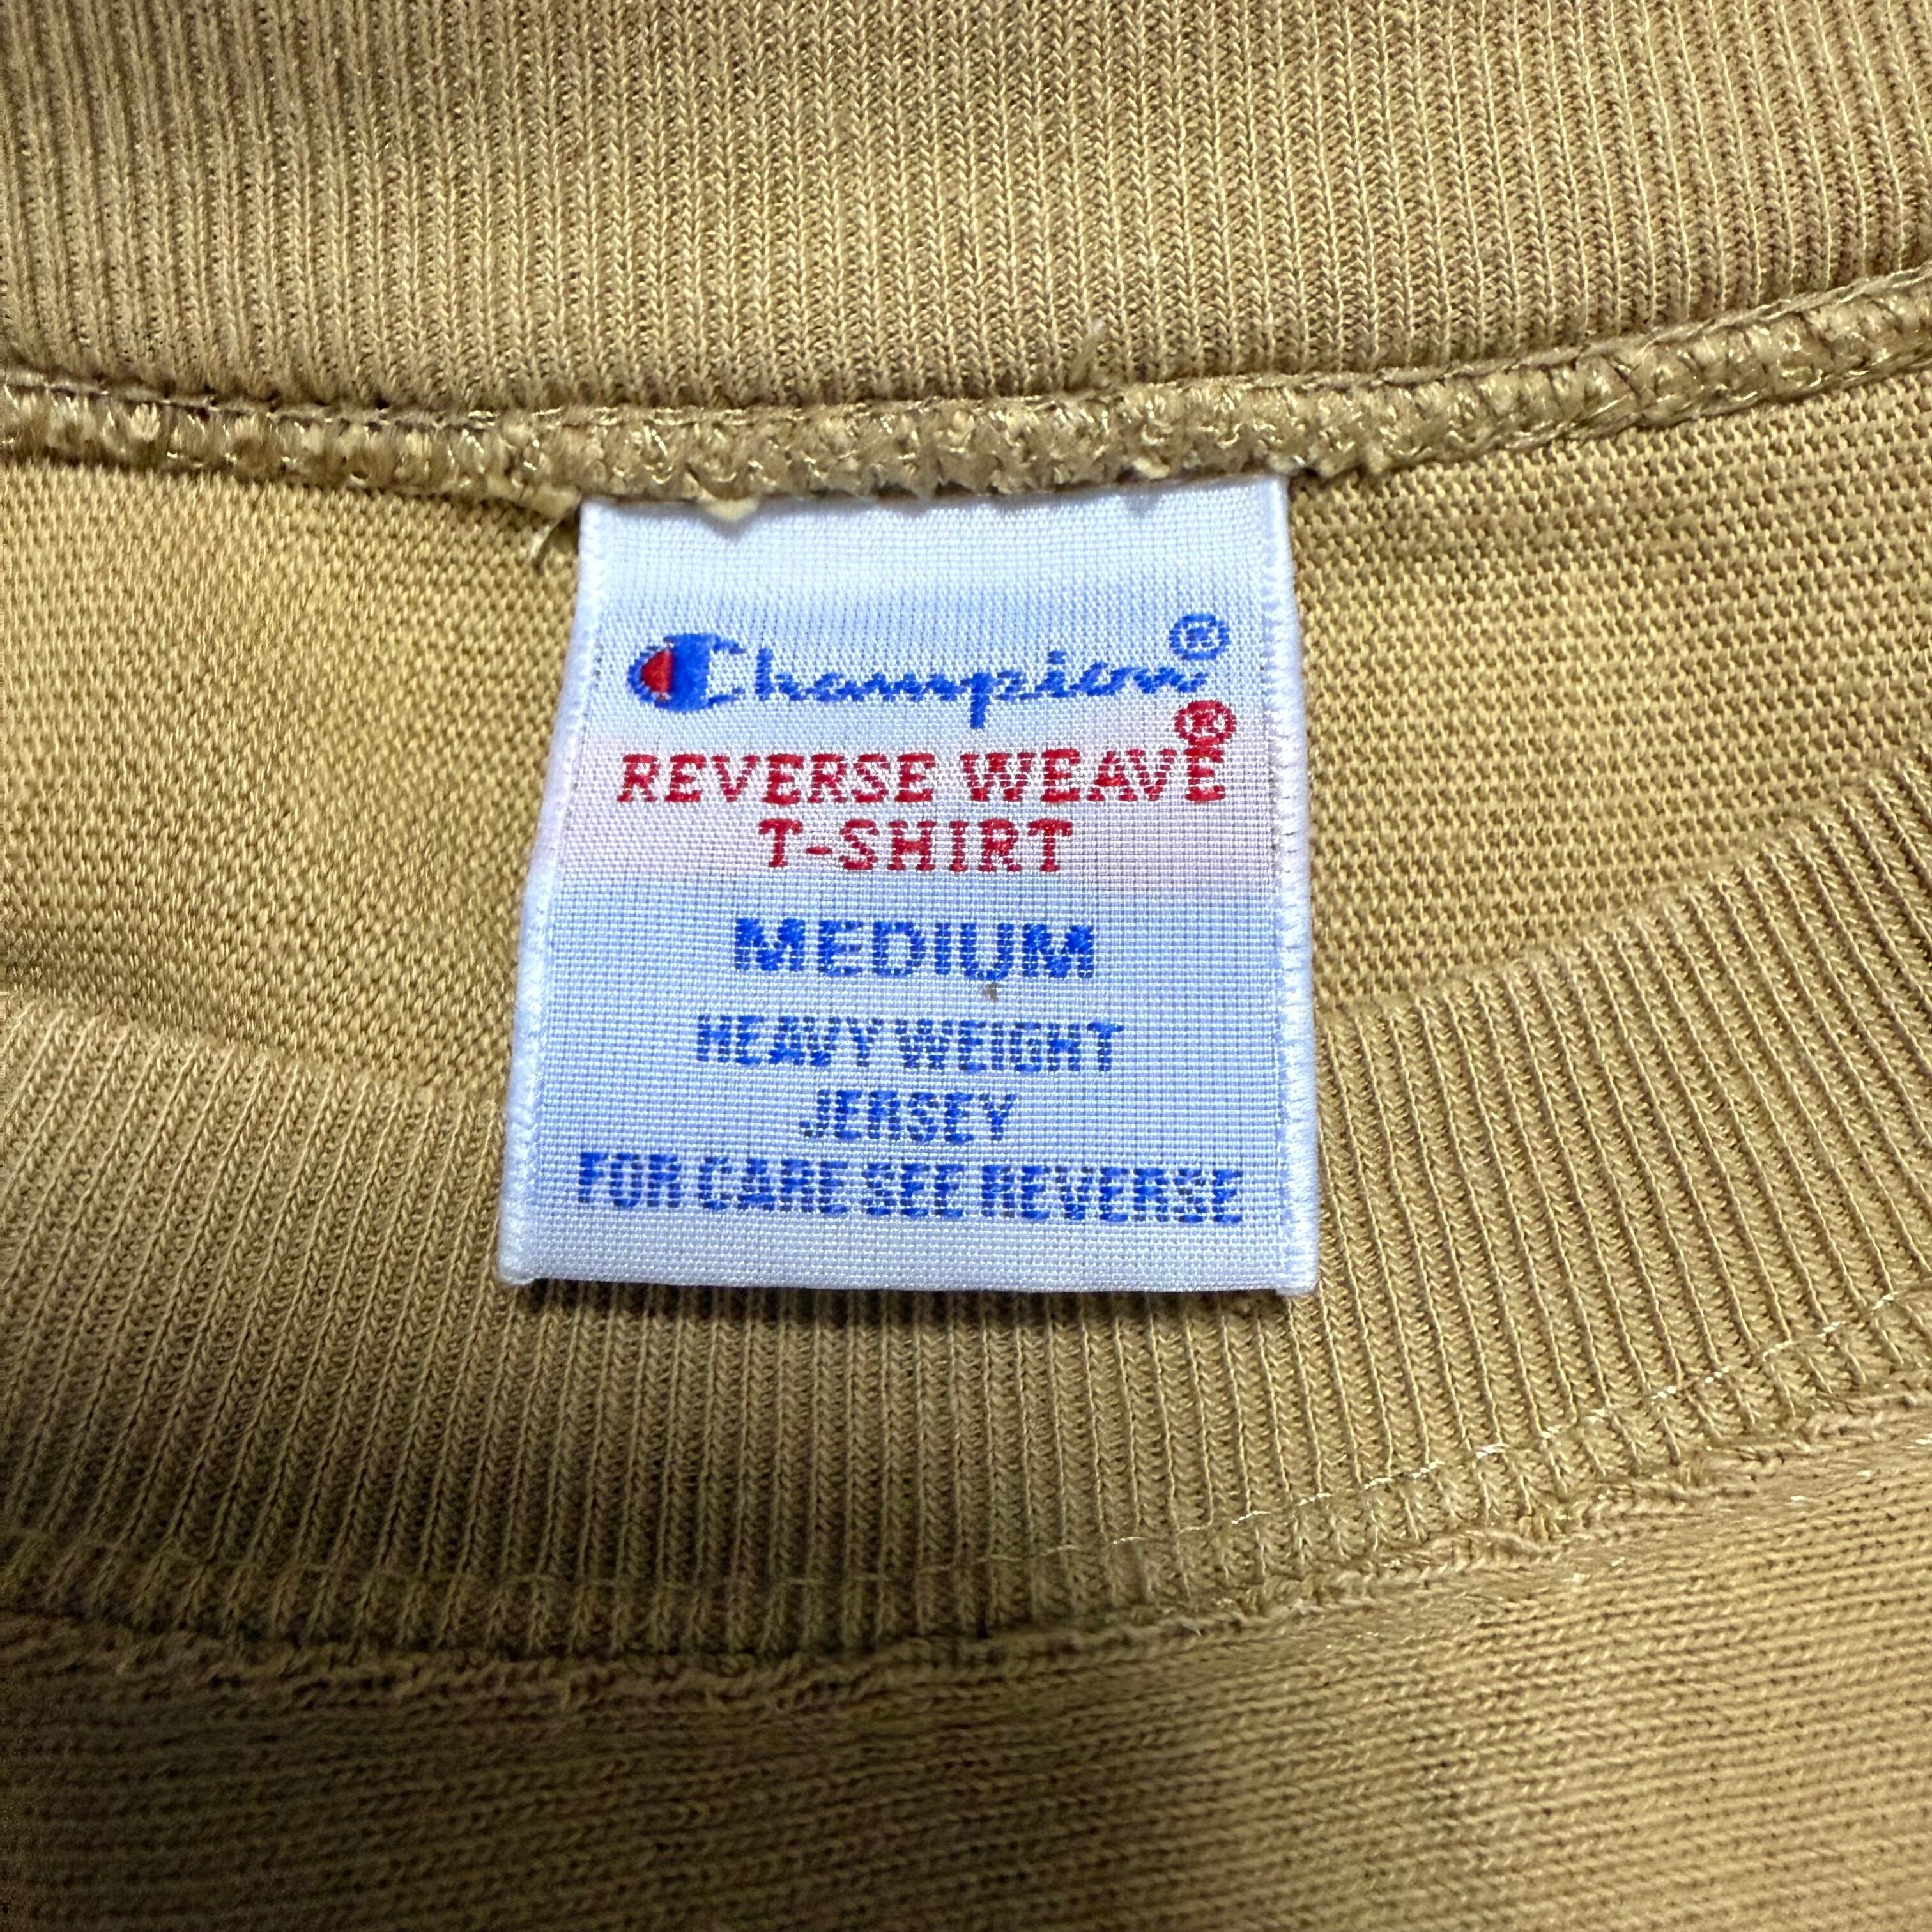 Champion®
REVERSE WEAVE®
T-SHIRT
MEDIUM
HEAVY WEIGHT
JERSEY
FOR CARE SEE REVERSE